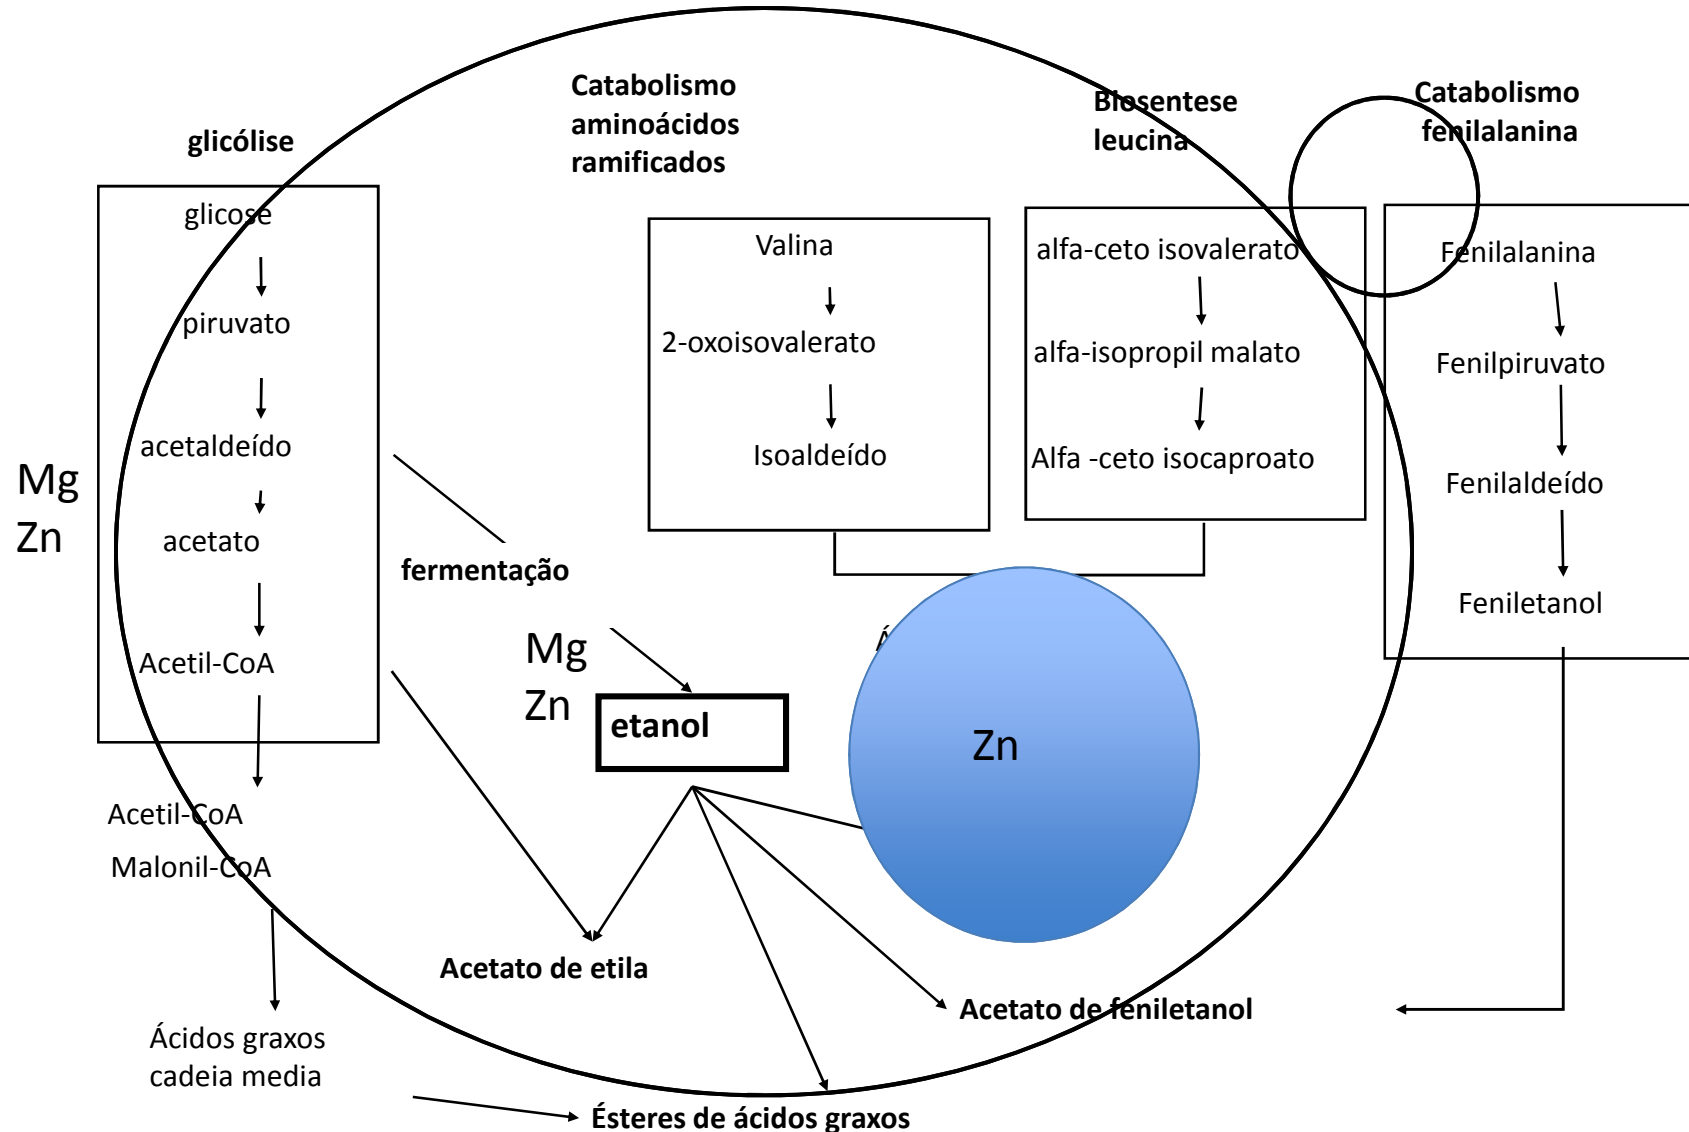 Catabolismo
aminoácidos
ramificados
Biosentese
leucina
Catabolismo
fenilalanina
glicólise
glicose
piruvato
acetaldeído
acetato
Acetil-CoA
Mg
Zn
Valina
2-oxoisovalerato
Isoaldeído
alfa-ceto isovalerato
alfa-isopropil malato
Alfa -ceto isocaproato
Fenilalanina
Fenilpiruvato
Fenilaldeído
Feniletanol
fermentação
Mg
Zn
etanol
Zn
Acetil-CoA
Malonil-CoA
Acetato de etila
Acetato de feniletanol
Ácidos graxos
cadeia media
Ésteres de ácidos graxos